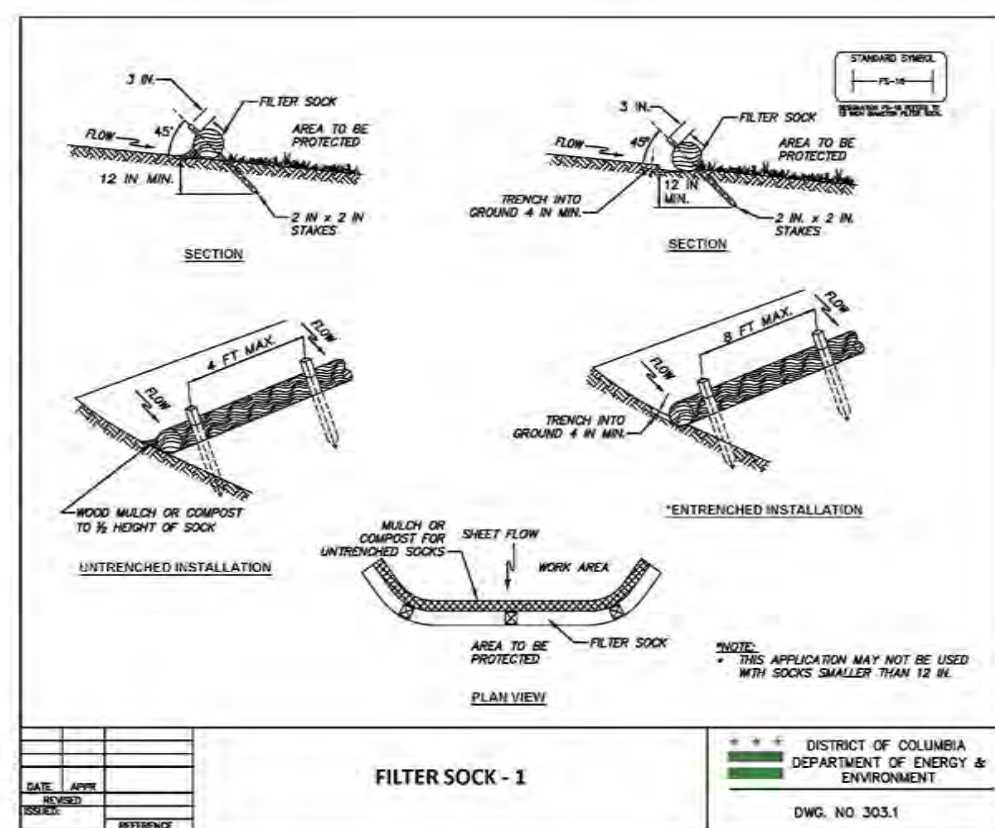 3 IN.
FILTER SOCK
FLOW
45°
AREA TO BE
PROTECTED
12 IN MIN.
2 IN x 2 IN
STAKES
SECTION
STANDARD SYMBOL
FS-18
3 IN.
FILTER SOCK
FLOW
45°
AREA TO BE
PROTECTED
TRENCH INTO
GROUND 4 IN MIN.
12 IN
MIN.
2 IN. x 2 IN.
STAKES
SECTION
FLOW
4 FT MAX.
FLOW
WOOD MULCH OR COMPOST
TO ½ HEIGHT OF SOCK
UNTRENCHED INSTALLATION
FLOW
8 FT MAX.
FLOW
TRENCH INTO
GROUND 4 IN MIN.
*ENTRENCHED INSTALLATION
MULCH OR
COMPOST FOR
UNTRENCHED SOCKS
SHEET FLOW
WORK AREA
AREA TO BE
PROTECTED
FILTER SOCK
PLAN VIEW
*NOTE:
• THIS APPLICATION MAY NOT BE USED
WITH SOCKS SMALLER THAN 12 IN.
DATE APPR
REVISED
ISSUED:
REFERENCE
FILTER SOCK - 1
DISTRICT OF COLUMBIA
DEPARTMENT OF ENERGY &
ENVIRONMENT
DWG. NO. 303.1